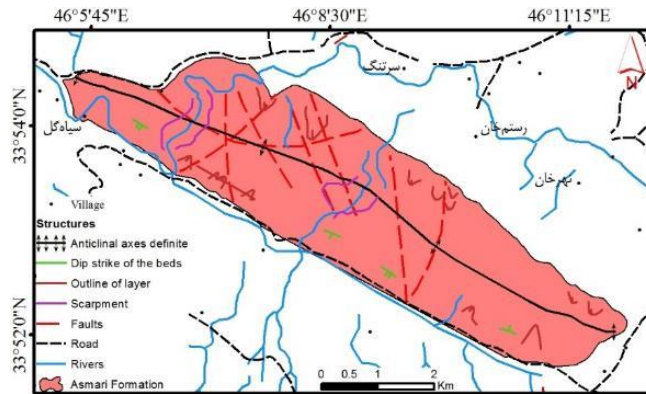 46°5'45"E 46°8'30"E 46°11'15"E
33°54'0"N
33°52'0"N
N
سرتنگ
رستم‌خان
نهرخان
سیاه‌گل
Village
Structures
Anticlinal axes definite
Dip strike of the beds
Outline of layer
Scarpment
Faults
Road
Rivers
Asmari Formation
0 0.5 1 2
Km